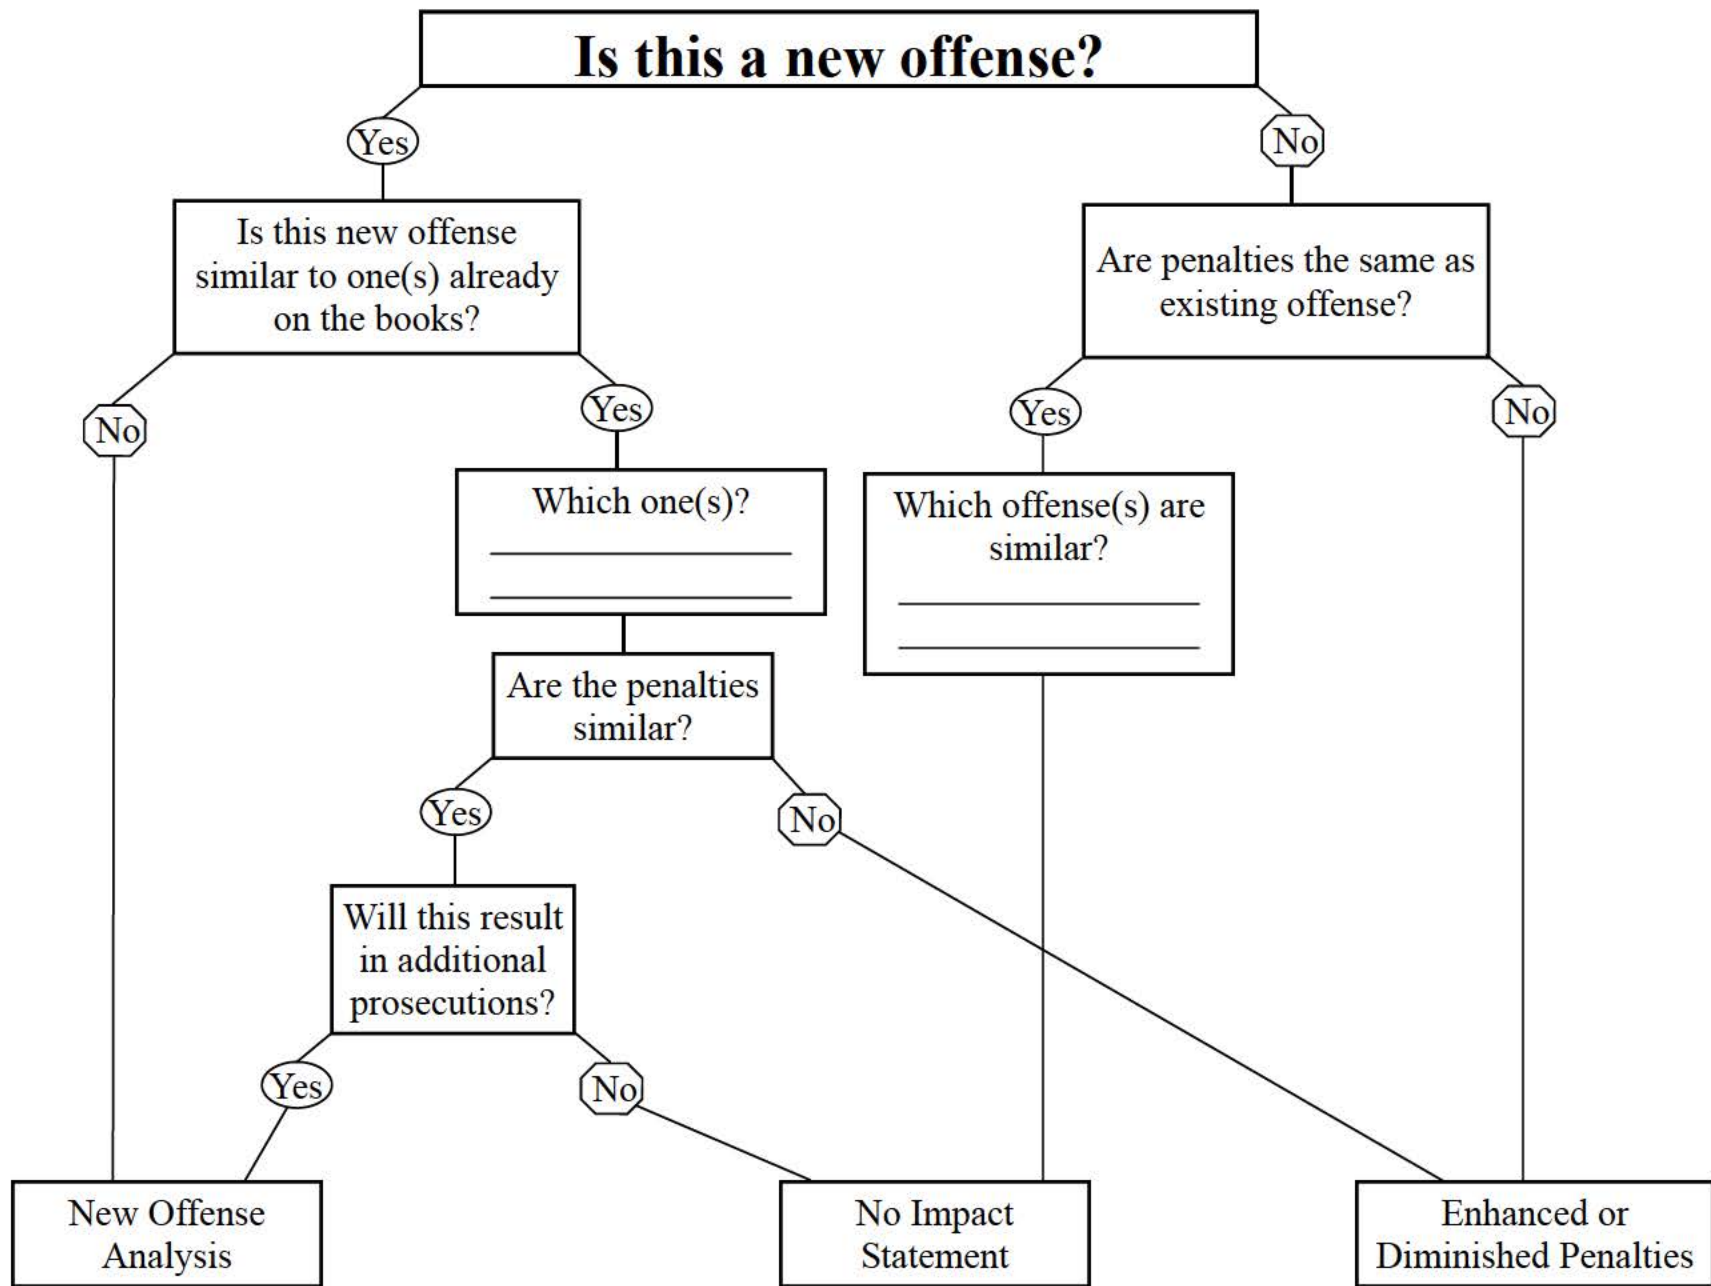 Is this a new offense?
Yes
No
Is this new offense
similar to one(s) already
on the books?
Are penalties the same as
existing offense?
No
Yes
Yes
No
Which one(s)?
Which offense(s) are
similar?
Are the penalties
similar?
Yes
No
Will this result
in additional
prosecutions?
Yes
No
New Offense
Analysis
No Impact
Statement
Enhanced or
Diminished Penalties